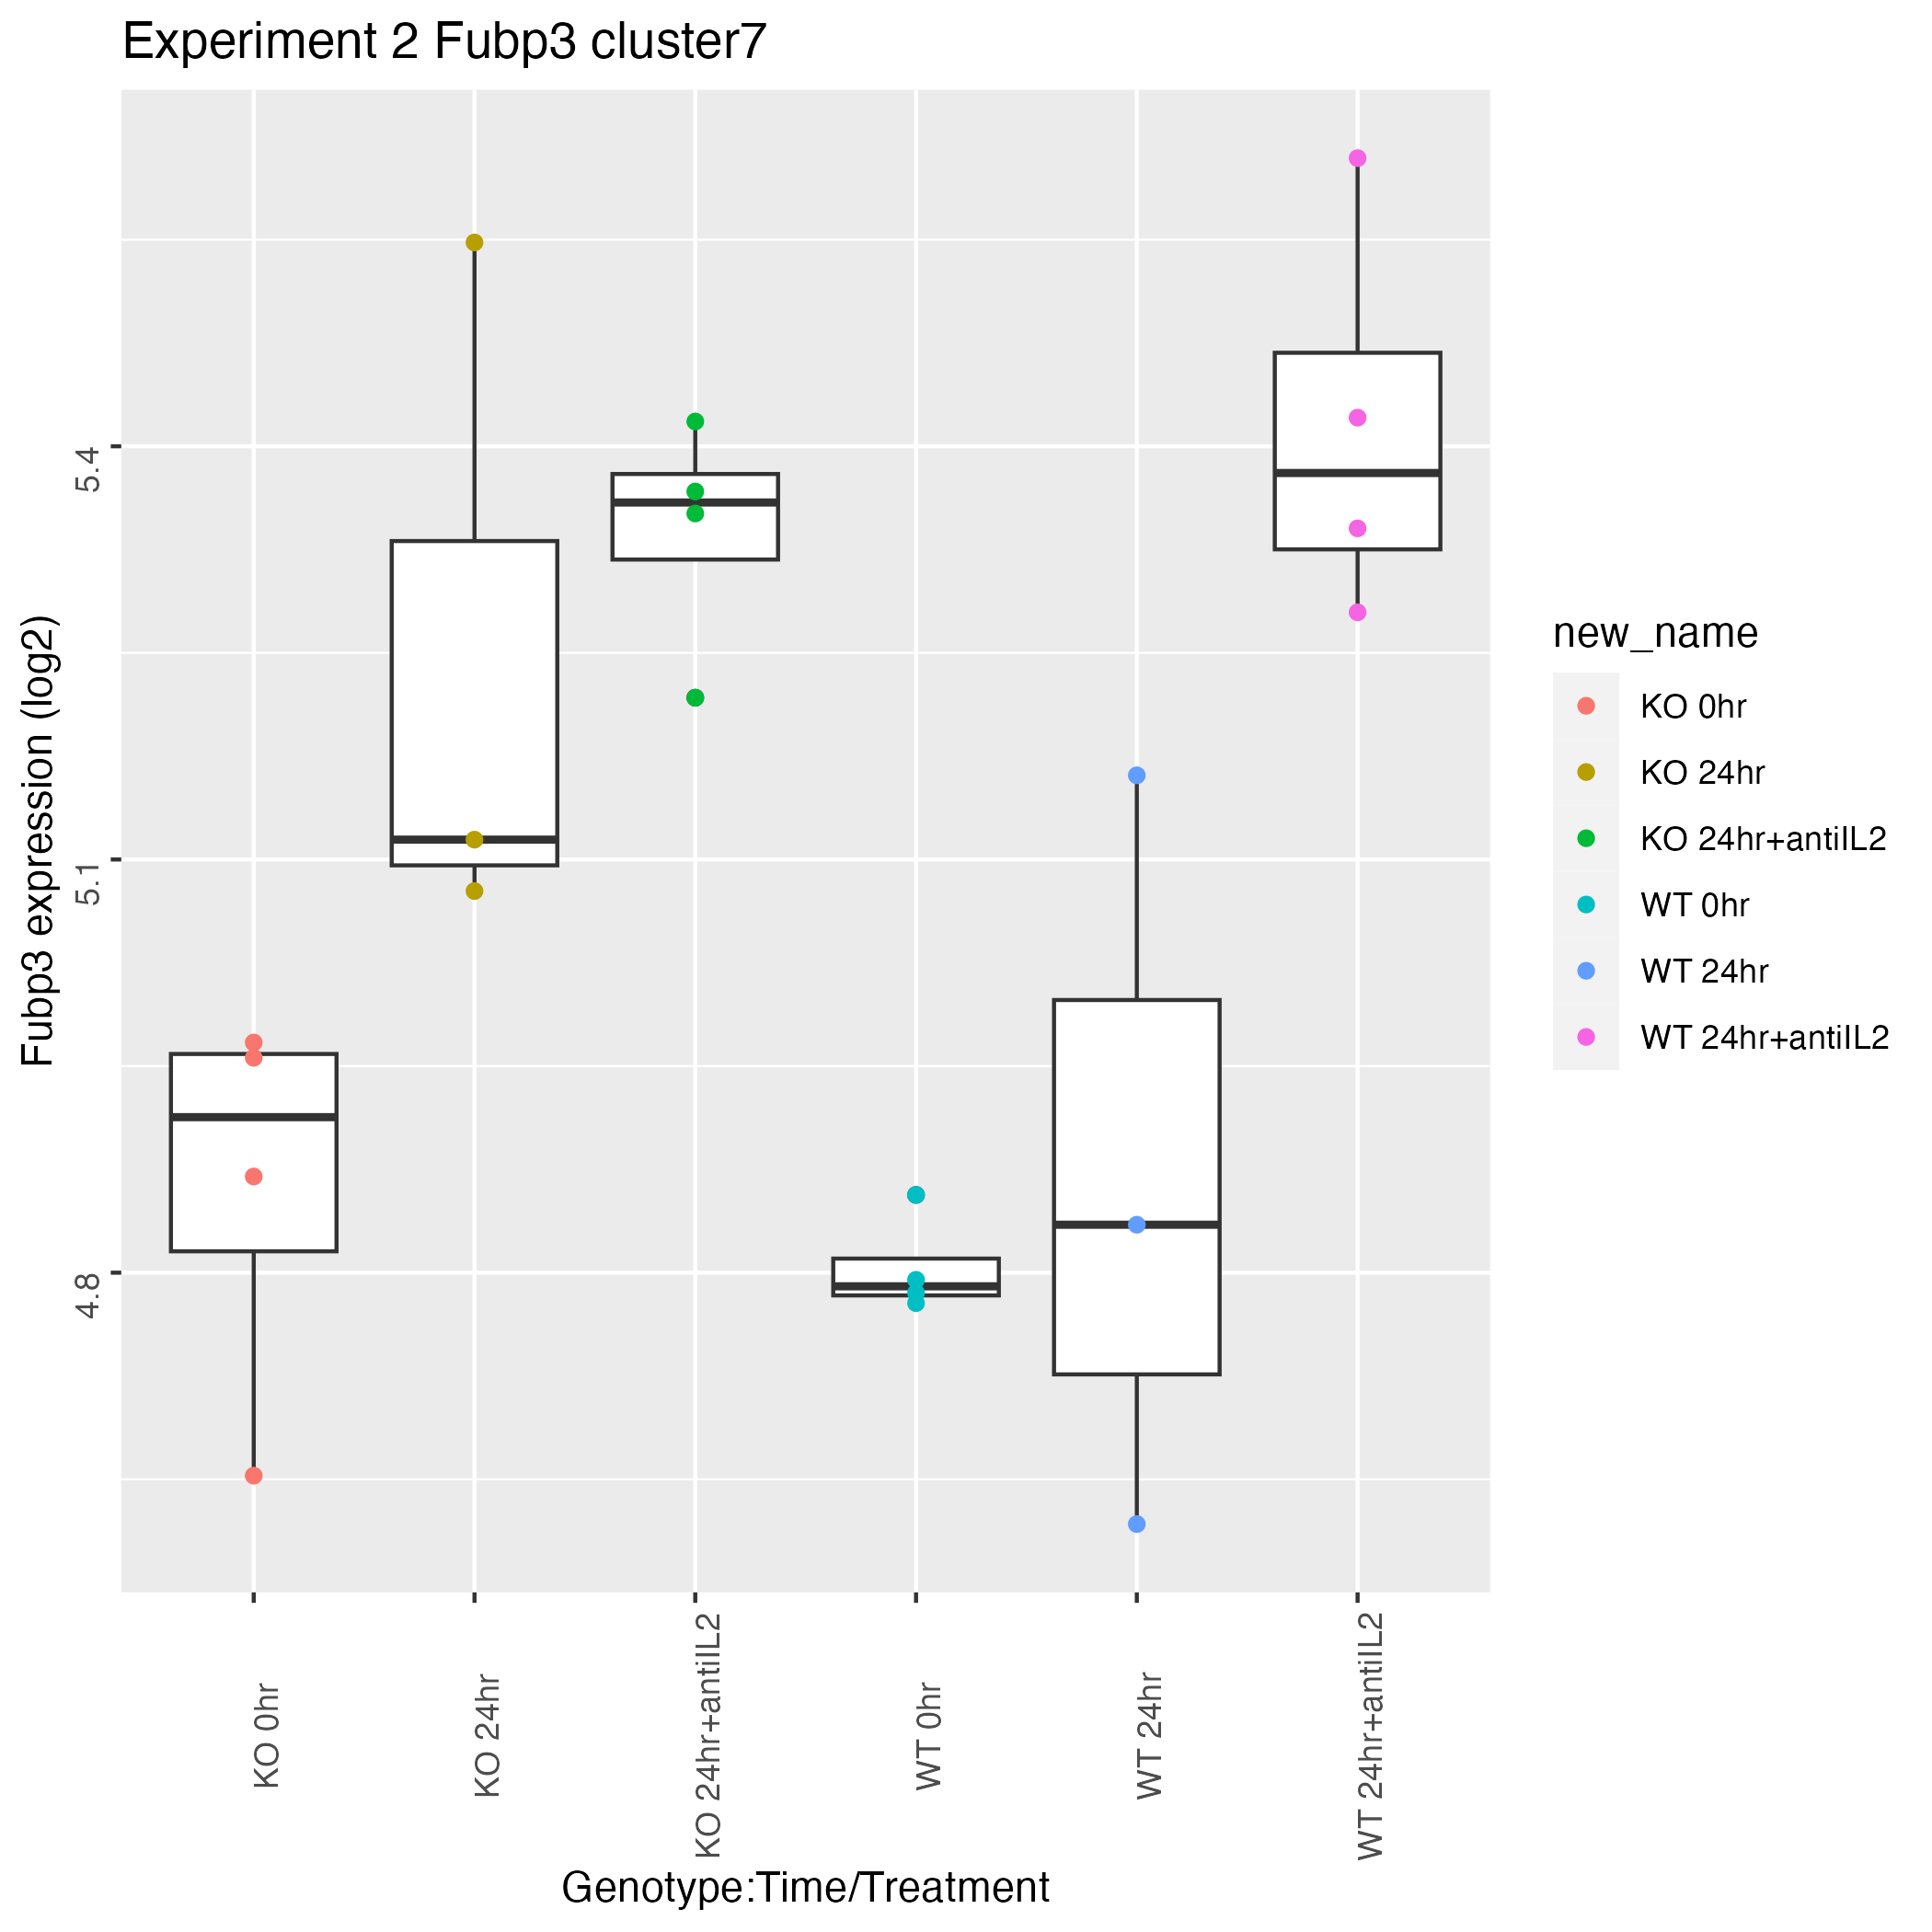 Experiment 2 Fubp3 cluster7
Fubp3 expression (log2)
5.4
5.1
4.8
KO 0hr
KO 24hr
KO 24hr+antiIL2
WT 0hr
WT 24hr
WT 24hr+antiIL2
Genotype:Time/Treatment
new_name
KO 0hr
KO 24hr
KO 24hr+antiIL2
WT 0hr
WT 24hr
WT 24hr+antiIL2